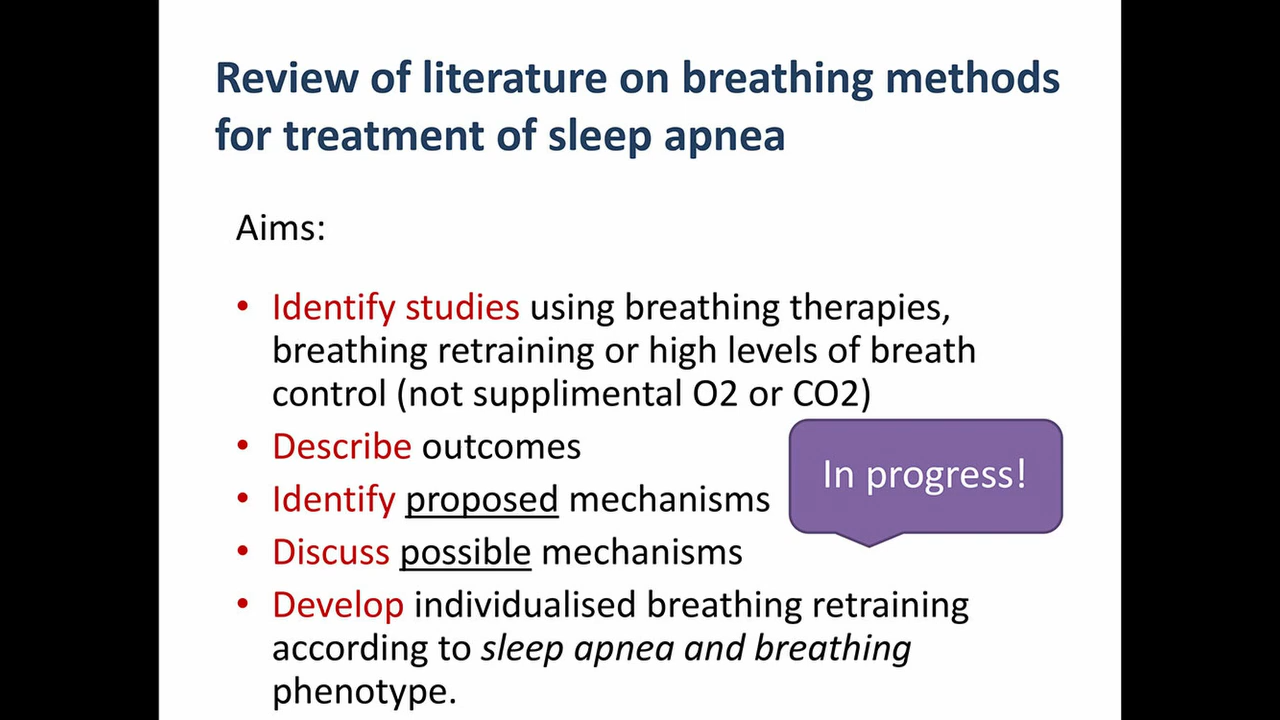 Review of literature on breathing methods
for treatment of sleep apnea
Aims:
• Identify studies using breathing therapies,
breathing retraining or high levels of breath
control (not supplimental O2 or CO2)
• Describe outcomes
In progress!
• Identify proposed mechanisms
• Discuss possible mechanisms
• Develop individualised breathing retraining
according to sleep apnea and breathing
phenotype.